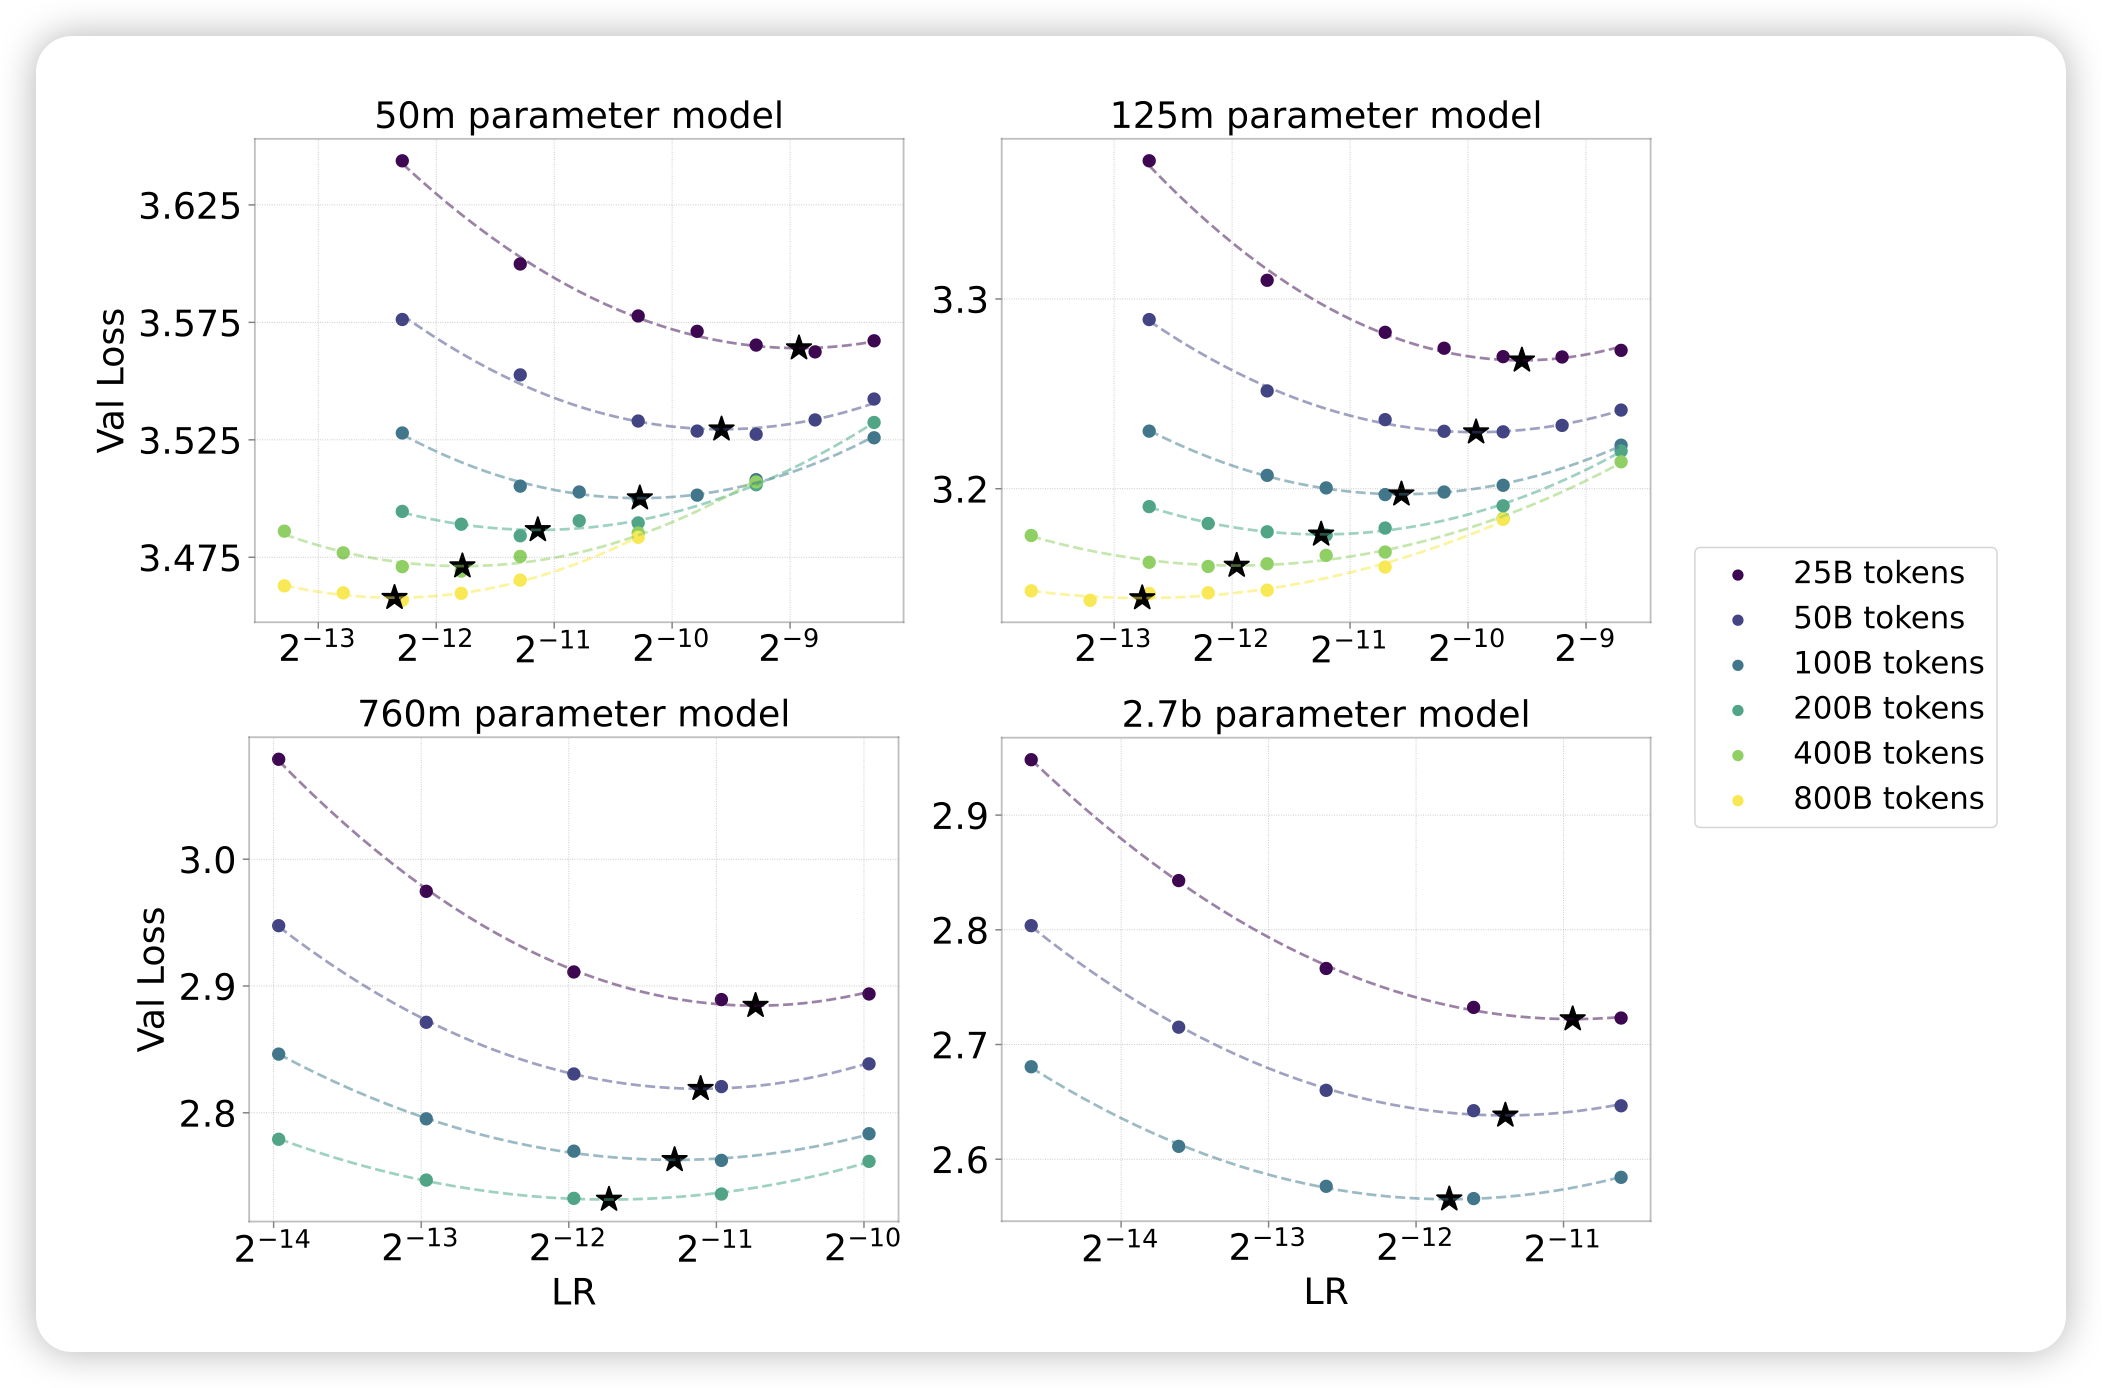 50m parameter model
3.625
3.575
3.525
3.475
Val Loss
2⁻¹³ 2⁻¹² 2⁻¹¹ 2⁻¹⁰ 2⁻⁹
125m parameter model
3.3
3.2
2⁻¹³ 2⁻¹² 2⁻¹¹ 2⁻¹⁰ 2⁻⁹
760m parameter model
3.0
2.9
2.8
Val Loss
2⁻¹⁴ 2⁻¹³ 2⁻¹² 2⁻¹¹ 2⁻¹⁰
LR
2.7b parameter model
2.9
2.8
2.7
2.6
2⁻¹⁴ 2⁻¹³ 2⁻¹² 2⁻¹¹
LR
25B tokens
50B tokens
100B tokens
200B tokens
400B tokens
800B tokens